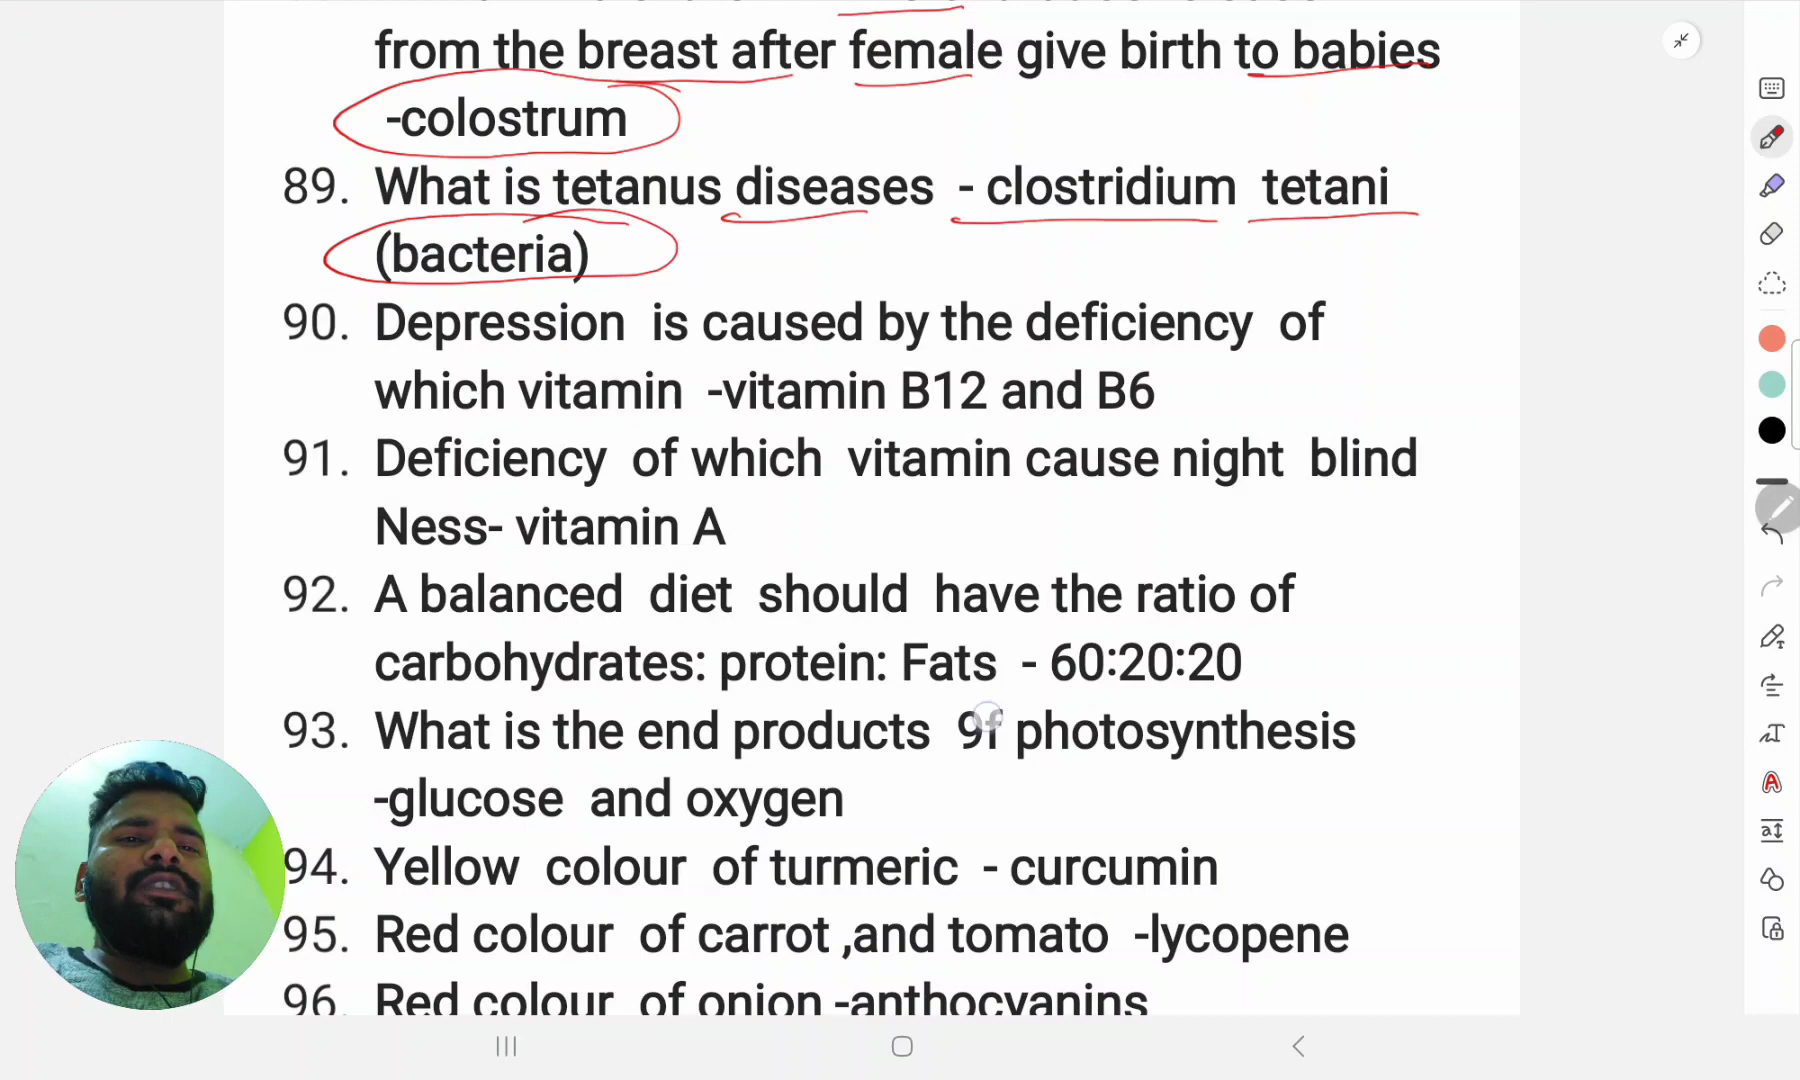 from the breast after female give birth to babies
-colostrum
89. What is tetanus diseases - clostridium tetani
(bacteria)
90. Depression is caused by the deficiency of
which vitamin -vitamin B12 and B6
91. Deficiency of which vitamin cause night blind
Ness- vitamin A
92. A balanced diet should have the ratio of
carbohydrates: protein: Fats - 60:20:20
93. What is the end products 9f photosynthesis
-glucose and oxygen
94. Yellow colour of turmeric - curcumin
95. Red colour of carrot ,and tomato -lycopene
96. Red colour of onion -anthocyanins